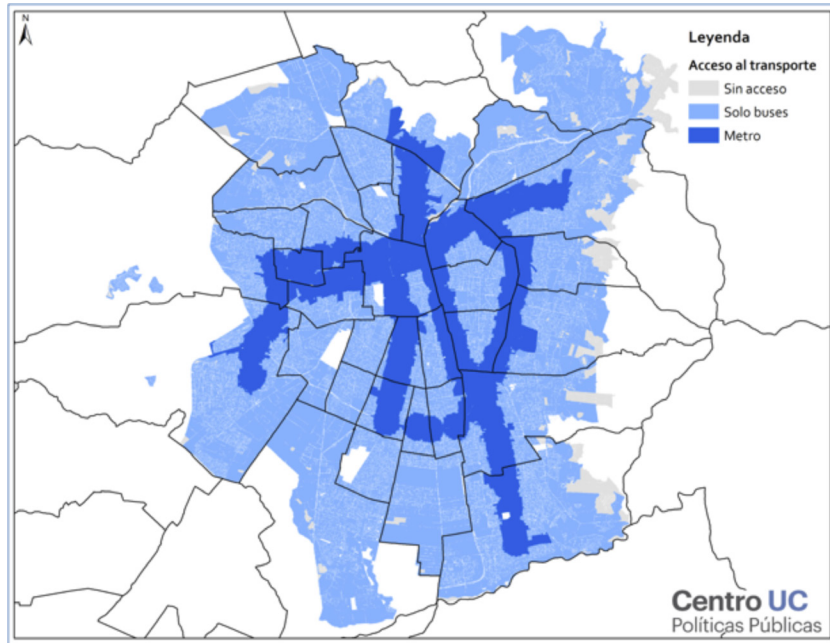 N
Leyenda
Acceso al transporte
Sin acceso
Solo buses
Metro
Centro UC
Políticas Públicas